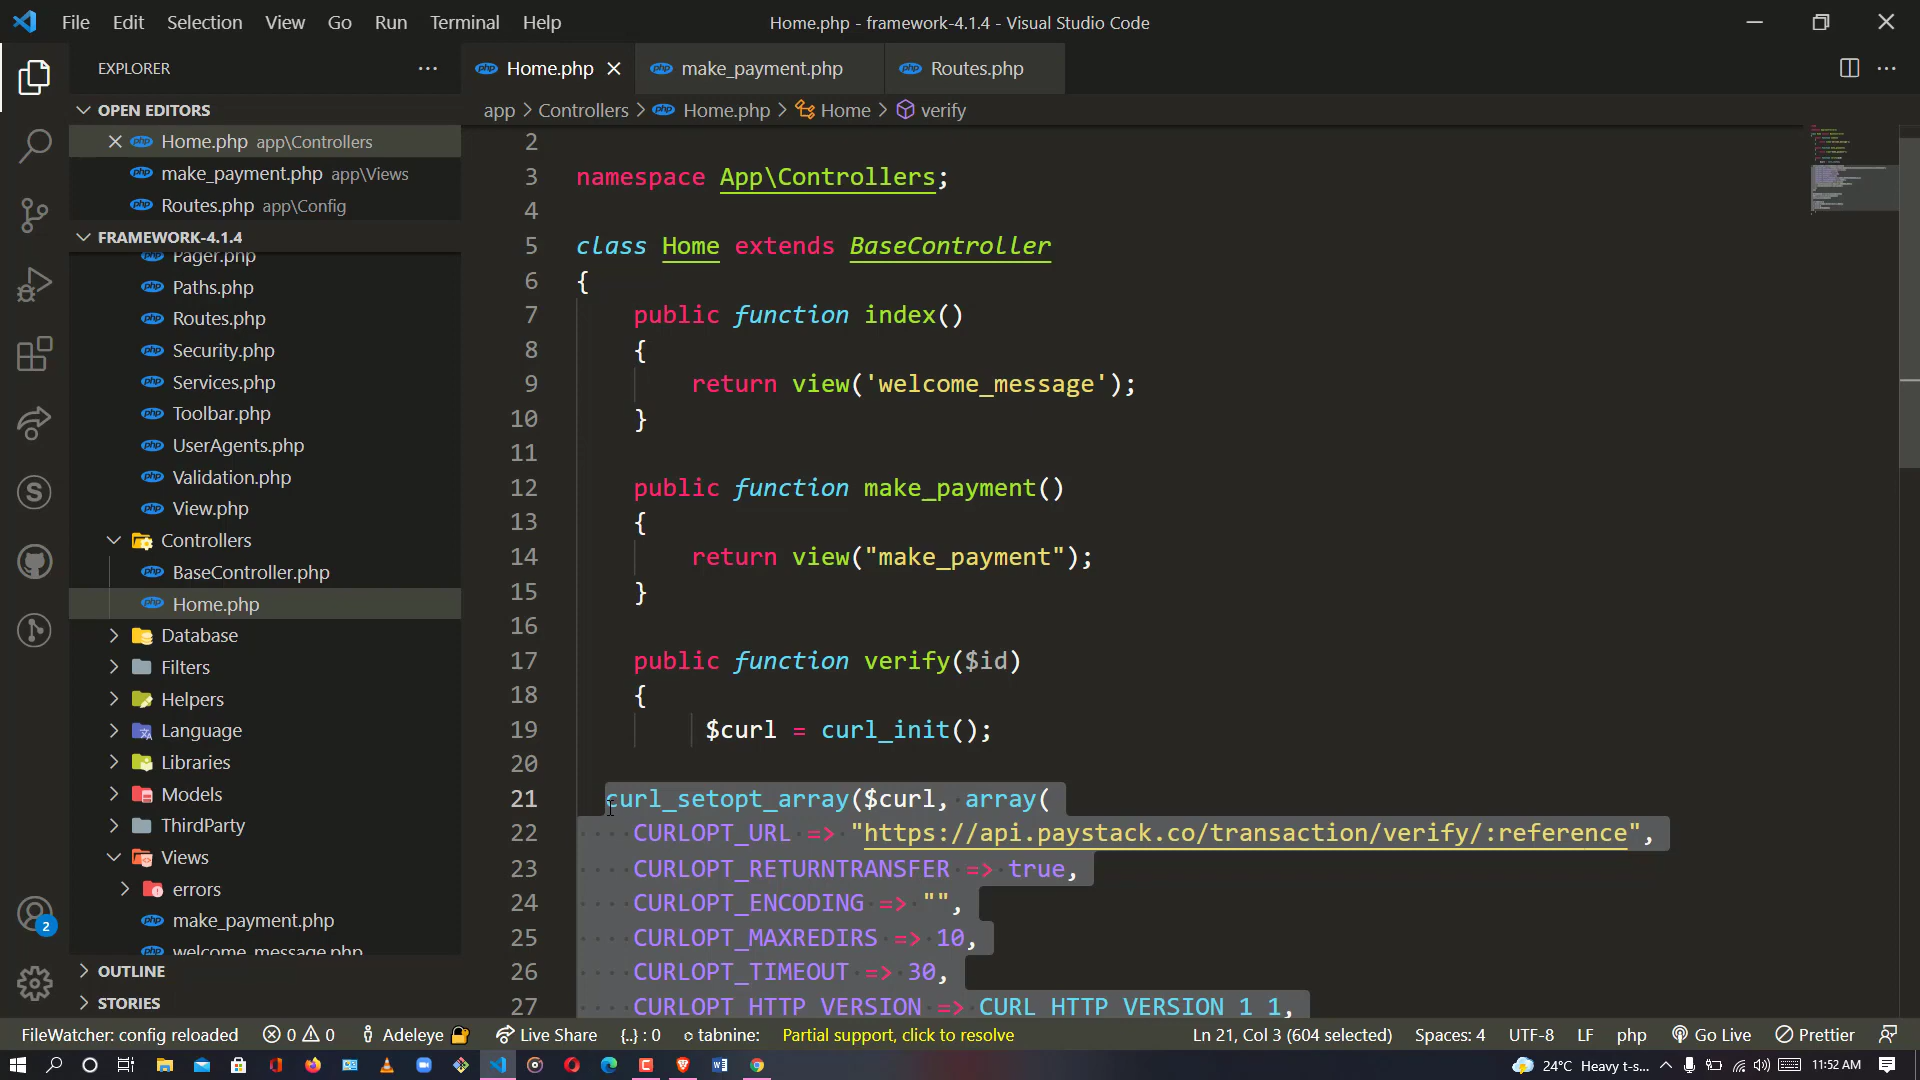 File Edit Selection View Go Run Terminal Help Home.php - framework-4.1.4 - Visual Studio Code
EXPLORER
Home.php make_payment.php Routes.php
OPEN EDITORS
Home.php app\Controllers
make_payment.php app\Views
Routes.php app\Config
FRAMEWORK-4.1.4
Pager.php
Paths.php
Routes.php
Security.php
Services.php
Toolbar.php
UserAgents.php
Validation.php
View.php
Controllers
BaseController.php
Home.php
Database
Filters
Helpers
Language
Libraries
Models
ThirdParty
Views
errors
make_payment.php
welcome_message.php
OUTLINE
STORIES
app > Controllers > Home.php > Home > verify
2
3 namespace App\Controllers;
4
5 class Home extends BaseController
6 {
7 public function index()
8 {
9 return view('welcome_message');
10 }
11
12 public function make_payment()
13 {
14 return view("make_payment");
15 }
16
17 public function verify($id)
18 {
19 $curl = curl_init();
20
21 curl_setopt_array($curl, array(
22 CURLOPT_URL => "https://api.paystack.co/transaction/verify/:reference",
23 CURLOPT_RETURNTRANSFER => true,
24 CURLOPT_ENCODING => "",
25 CURLOPT_MAXREDIRS => 10,
26 CURLOPT_TIMEOUT => 30,
27 CURLOPT_HTTP_VERSION => CURL_HTTP_VERSION_1_1,
2
FileWatcher: config reloaded 0 0 Adeleye Live Share {..} : 0 tabnine: Partial support, click to resolve Ln 21, Col 3 (604 selected) Spaces: 4 UTF-8 LF php Go Live Prettier
24°C Heavy t-s... 11:52 AM